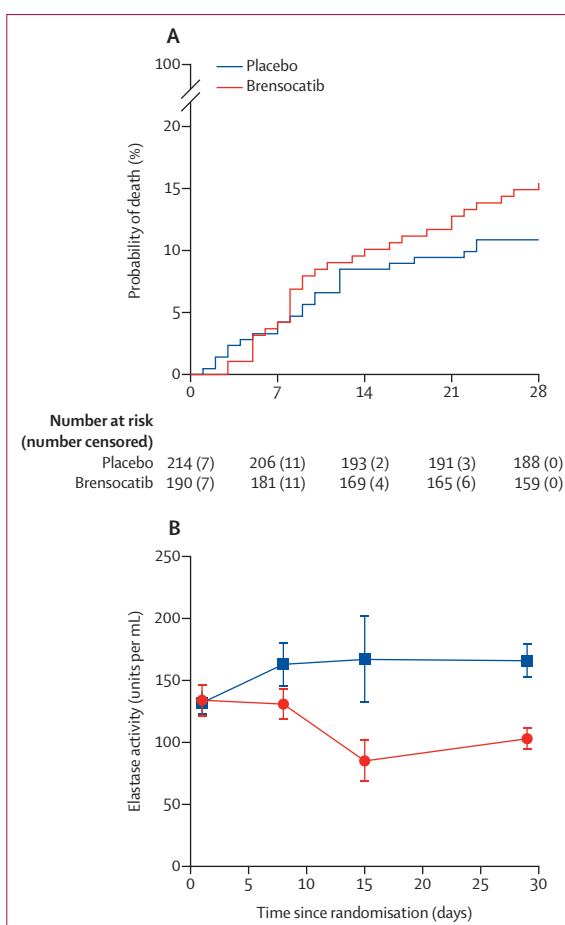 A
100
Placebo
Brensocatib
20
15
10
5
0
Probability of death (%)
0 7 14 21 28
Number at risk
(number censored)
Placebo 214 (7) 206 (11) 193 (2) 191 (3) 188 (0)
Brensocatib 190 (7) 181 (11) 169 (4) 165 (6) 159 (0)
B
250
200
150
100
50
0
Elastase activity (units per mL)
0 5 10 15 20 25 30
Time since randomisation (days)